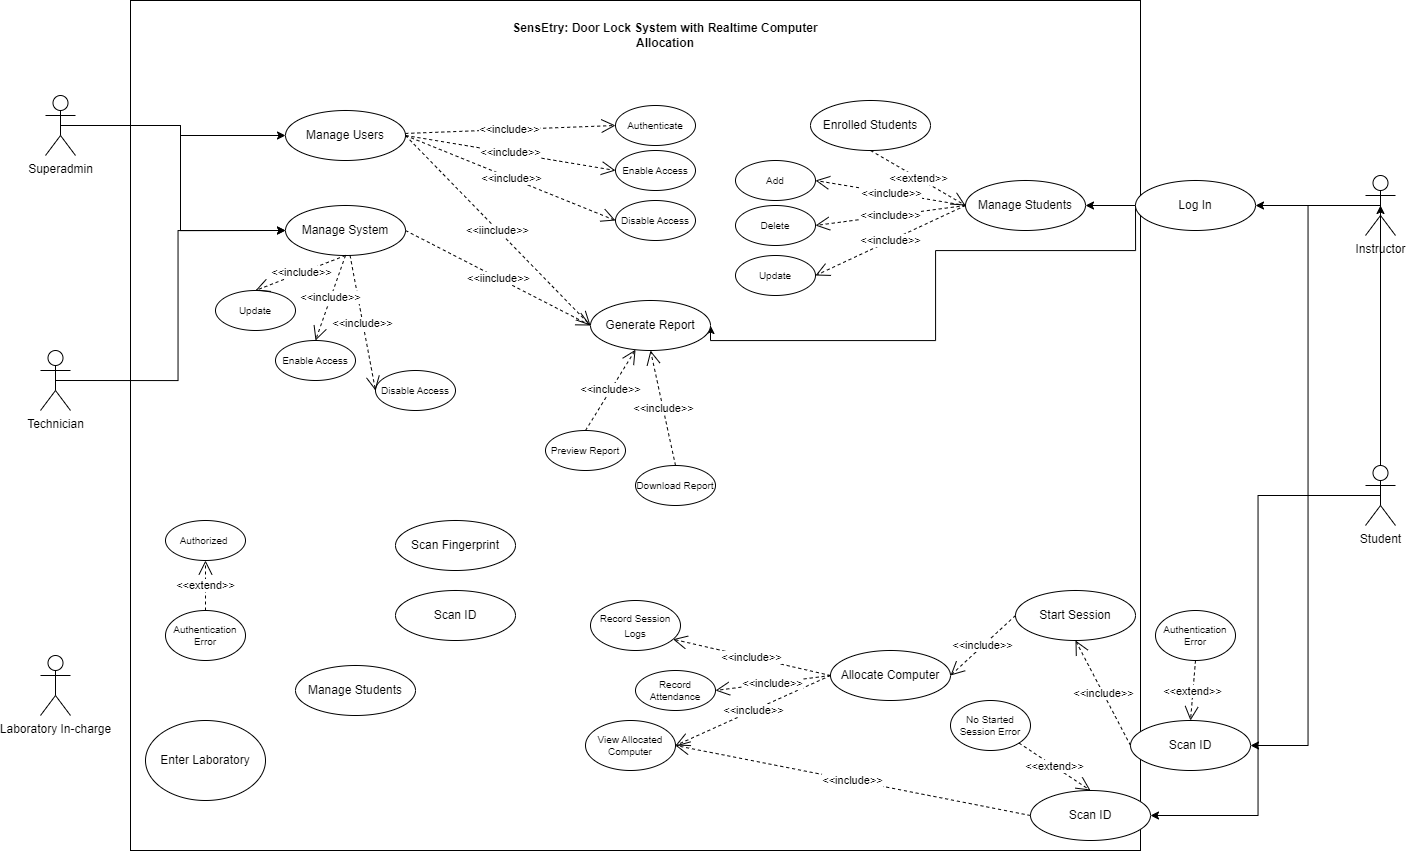 SensEtry: Door Lock System with Realtime Computer
Allocation
Superadmin
Manage Users
<<include>>
Authenticate
<<include>>
Enable Access
<<include>>
Disable Access
Enrolled Students
<<extend>>
Add
<<include>>
Delete
<<include>>
Update
<<include>>
Manage Students
Log In
Instructor
Manage System
<<iinclude>>
<<iinclude>>
<<include>>
Update
<<include>>
Enable Access
<<include>>
Disable Access
Technician
Generate Report
<<include>>
<<include>>
Preview Report
Download Report
Student
Authorized
<<extend>>
Authentication
Error
Scan Fingerprint
Scan ID
Manage Students
Enter Laboratory
Laboratory In-charge
Record Session
Logs
<<include>>
Record
Attendance
<<include>>
<<include>>
View Allocated
Computer
Allocate Computer
<<include>>
Start Session
Authentication
Error
<<extend>>
<<include>>
Scan ID
No Started
Session Error
<<extend>>
<<include>>
Scan ID